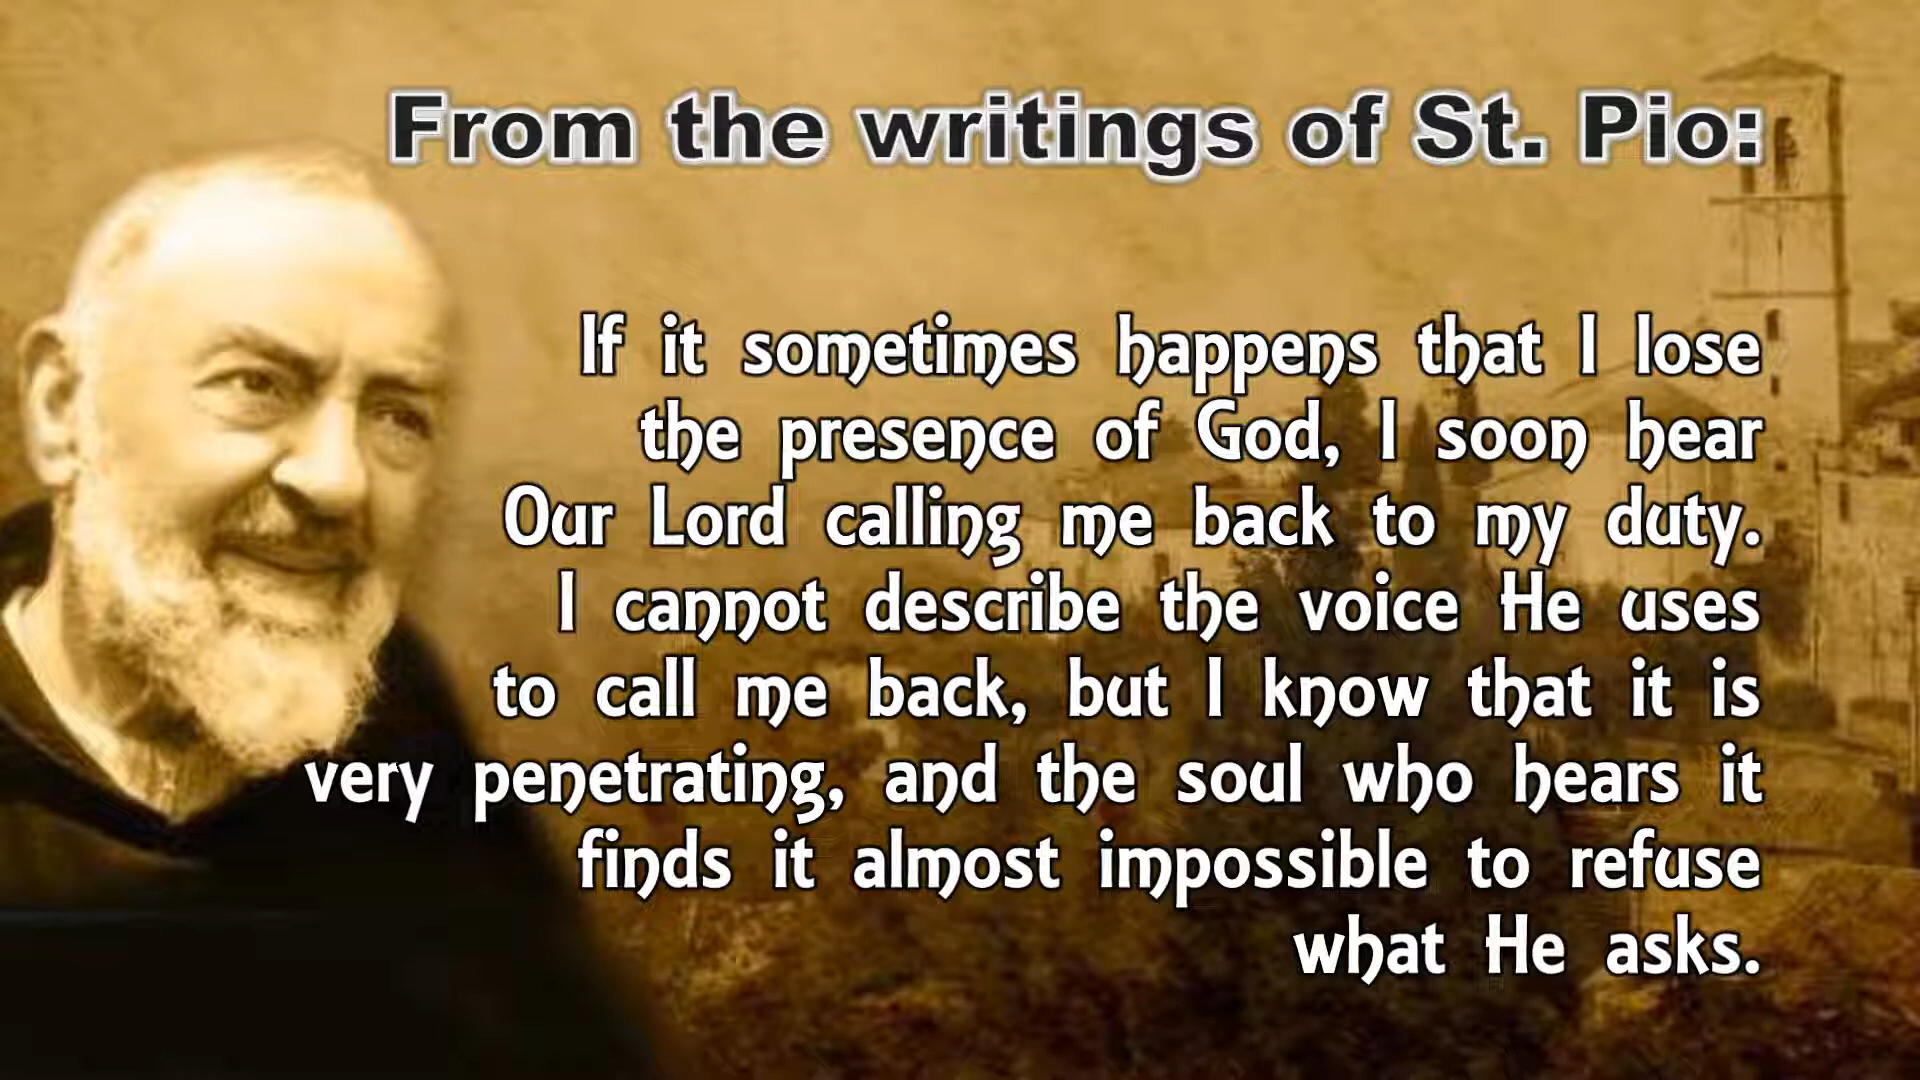 From the writings of St. Pio:
If it sometimes happens that I lose
the presence of God, I soon hear
Our Lord calling me back to my duty.
I cannot describe the voice He uses
to call me back, but I know that it is
very penetrating, and the soul who hears it
finds it almost impossible to refuse
what He asks.